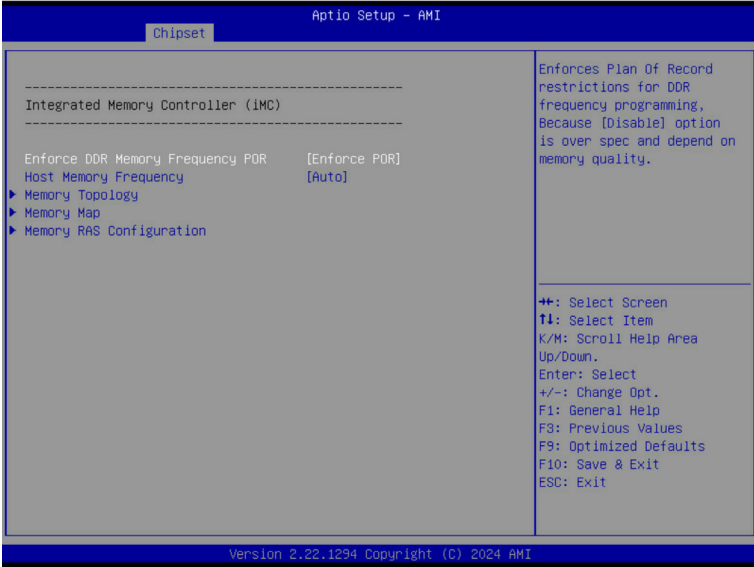 Aptio Setup – AMI
Chipset
------------------------------------------------
Integrated Memory Controller (iMC)
------------------------------------------------
Enforce DDR Memory Frequency POR [Enforce POR]
Host Memory Frequency [Auto]
Memory Topology
Memory Map
Memory RAS Configuration
Enforces Plan Of Record
restrictions for DDR
frequency programming,
Because [Disable] option
is over spec and depend on
memory quality.
→←: Select Screen
↑↓: Select Item
K/M: Scroll Help Area
Up/Down.
Enter: Select
+/-: Change Opt.
F1: General Help
F3: Previous Values
F9: Optimized Defaults
F10: Save & Exit
ESC: Exit
Version 2.22.1294 Copyright (C) 2024 AMI